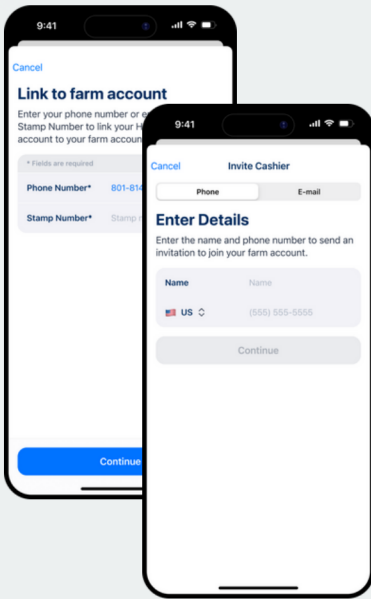 9:41
Cancel
Link to farm account
Enter your phone number or
Stamp Number to link your H
account to your farm accoun
* Fields are required
Phone Number* 801-814
Stamp Number* Stamp
Continue
9:41
Cancel Invite Cashier
Phone E-mail
Enter Details
Enter the name and phone number to send an
invitation to join your farm account.
Name Name
US (555) 555-5555
Continue